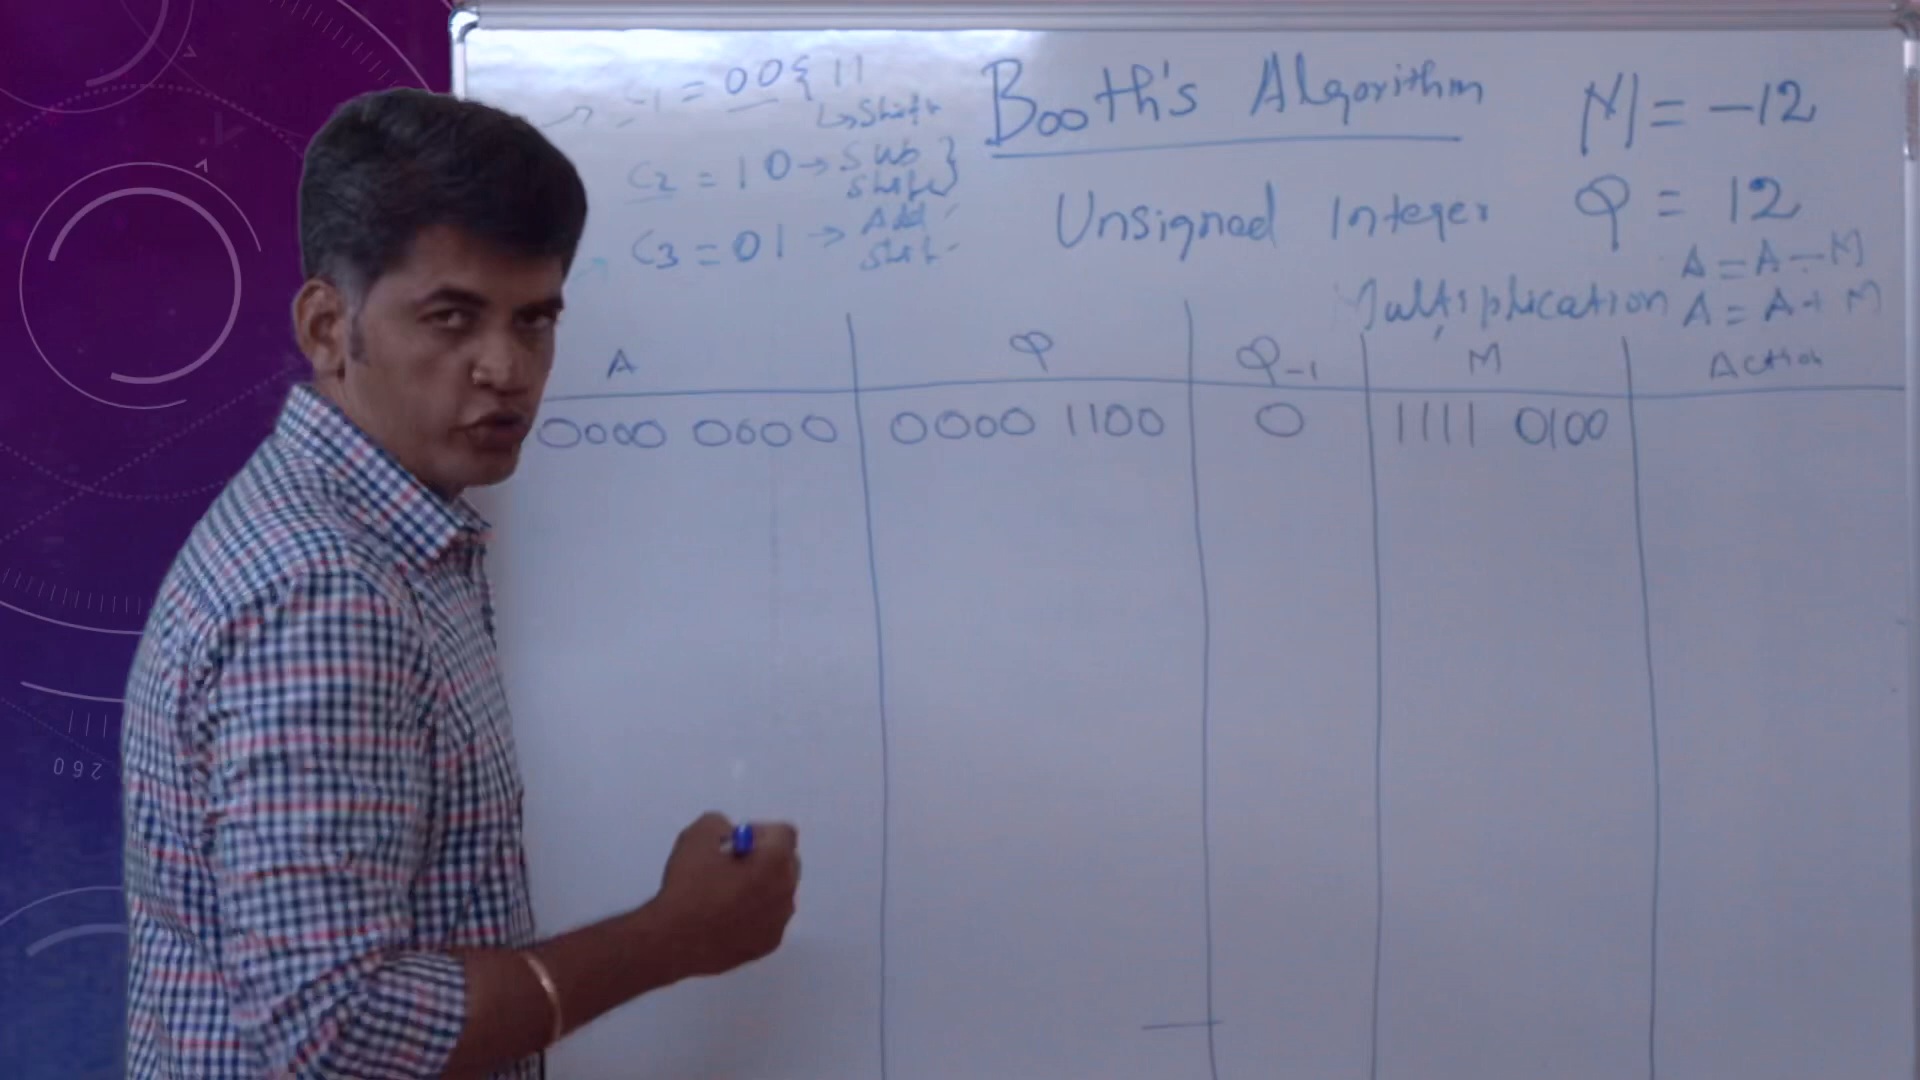 C1 = 00 { 11
↳ Shift
C2 = 10 → Sub }
Shift
C3 = 01 → Add
Shift
Booth's Algorithm
Unsigned Integer
Multiplication
M = -12
Q = 12
A = A - M
A = A + M
A Q Q-1 M Action
0000 0000 0000 1100 0 1111 0100
260